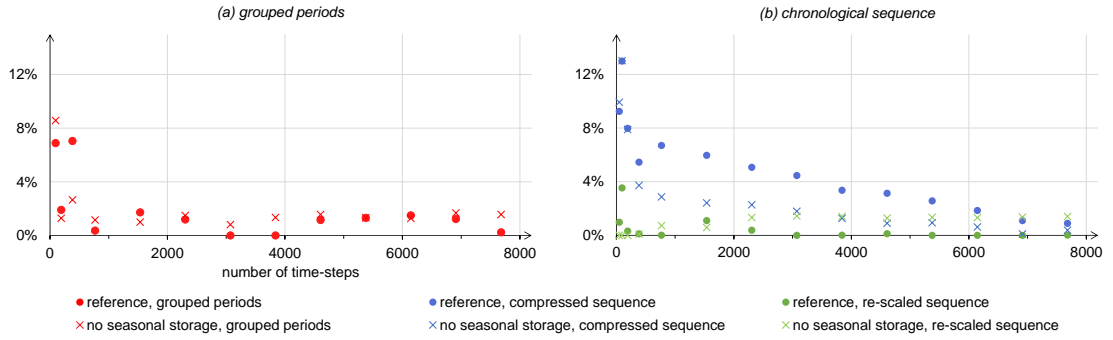 (a) grouped periods
(b) chronological sequence
12%
8%
4%
0%
0
2000
4000
6000
8000
number of time-steps
12%
8%
4%
0%
0
2000
4000
6000
8000
reference, grouped periods
reference, compressed sequence
reference, re-scaled sequence
no seasonal storage, grouped periods
no seasonal storage, compressed sequence
no seasonal storage, re-scaled sequence